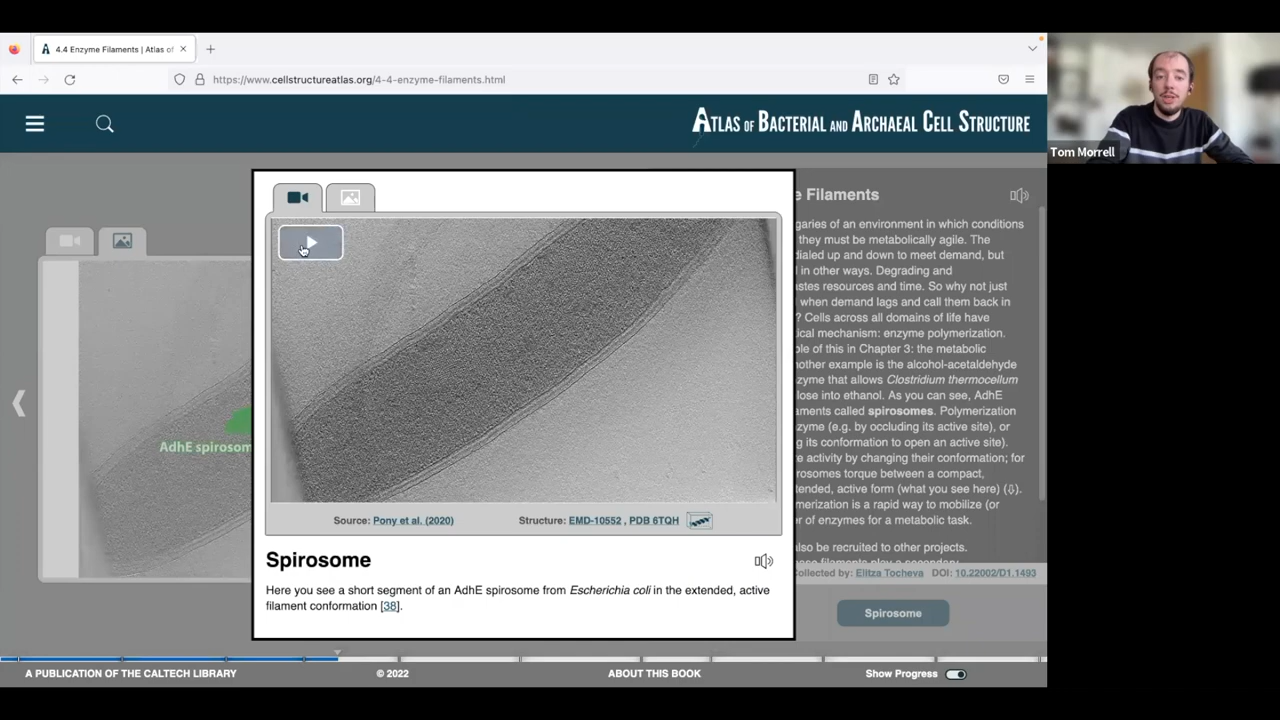 4.4 Enzyme Filaments | Atlas of
https://www.cellstructureatlas.org/4-4-enzyme-filaments.html
ATLAS OF BACTERIAL AND ARCHAEAL CELL STRUCTURE
Tom Morrell
AdhE spirosom
Source: Pony et al. (2020)
Structure: EMD-10552 , PDB 6TQH
Spirosome
Here you see a short segment of an AdhE spirosome from Escherichia coli in the extended, active
filament conformation [38].
e Filaments
garies of an environment in which conditions
they must be metabolically agile. The
ialed up and down to meet demand, but
l in other ways. Degrading and
astes resources and time. So why not just
when demand lags and call them back in
? Cells across all domains of life have
ical mechanism: enzyme polymerization.
ple of this in Chapter 3: the metabolic
nother example is the alcohol-acetaldehyde
zyme that allows Clostridium thermocellum
lose into ethanol. As you can see, AdhE
aments called spirosomes. Polymerization
zyme (e.g. by occluding its active site), or
g its conformation to open an active site).
e activity by changing their conformation; for
rosomes torque between a compact,
tended, active form (what you see here) (⇩).
merization is a rapid way to mobilize (or
er of enzymes for a metabolic task.
also be recruited to other projects.
Collected by: Elitza Tocheva DOI: 10.22002/D1.1493
Spirosome
A PUBLICATION OF THE CALTECH LIBRARY
© 2022
ABOUT THIS BOOK
Show Progress